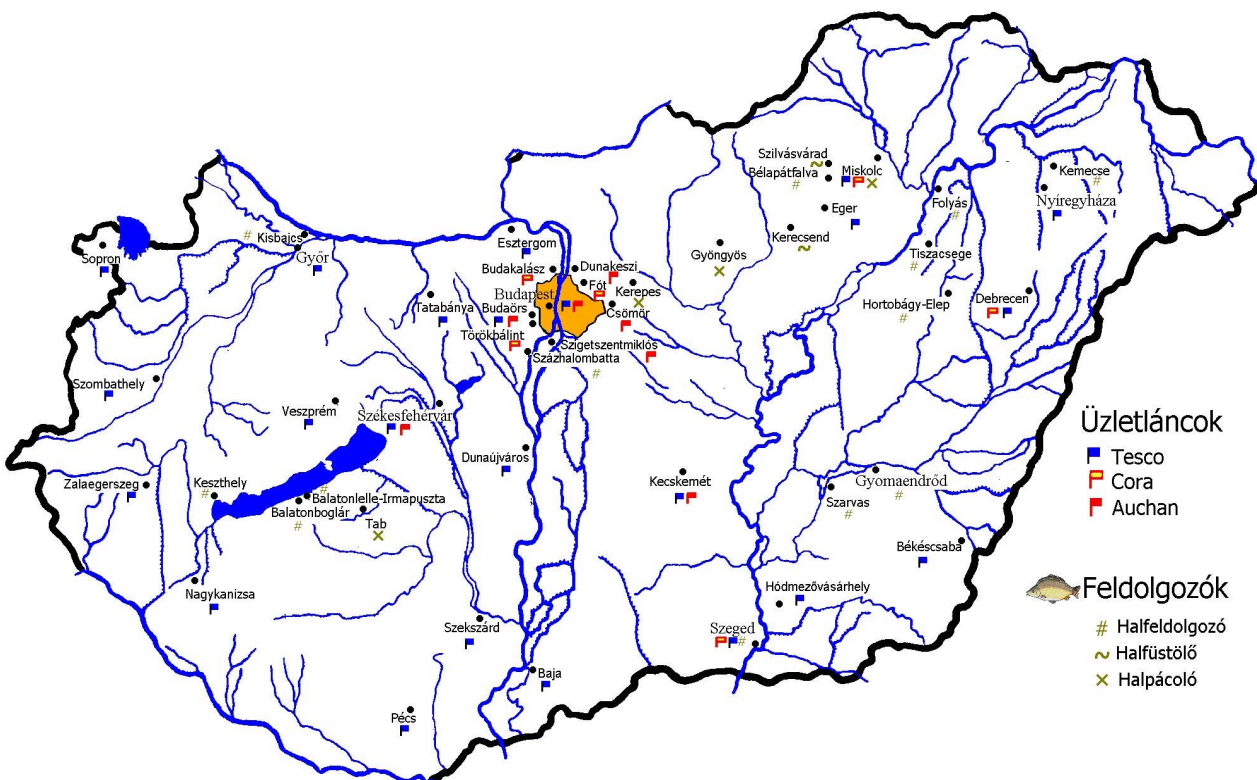 Szilvásvárad
Bélapátfalva
Miskolc
Kemecse
Nyíregyháza
Folyás
Eger
Kerecsend
Gyöngyös
Tiszacsege
Hortobágy-Elep
Debrecen
Kisbajcs
Győr
Sopron
Esztergom
Budakalász
Dunakeszi
Fót
Kerepes
Budapest
Csömör
Tatabánya
Budaörs
Törökbálint
Szigetszentmiklós
Százhalombatta
Szombathely
Veszprém
Székesfehérvár
Dunaújváros
Kecskemét
Zalaegerszeg
Keszthely
Balatonlelle-Irmapuszta
Balatonboglár
Tab
Gyomaendrőd
Szarvas
Békéscsaba
Nagykanizsa
Hódmezővásárhely
Szekszárd
Szeged
Baja
Pécs
Üzletláncok
Tesco
Cora
Auchan
Feldolgozók
# Halfeldolgozó
~ Halfüstölő
× Halpácoló